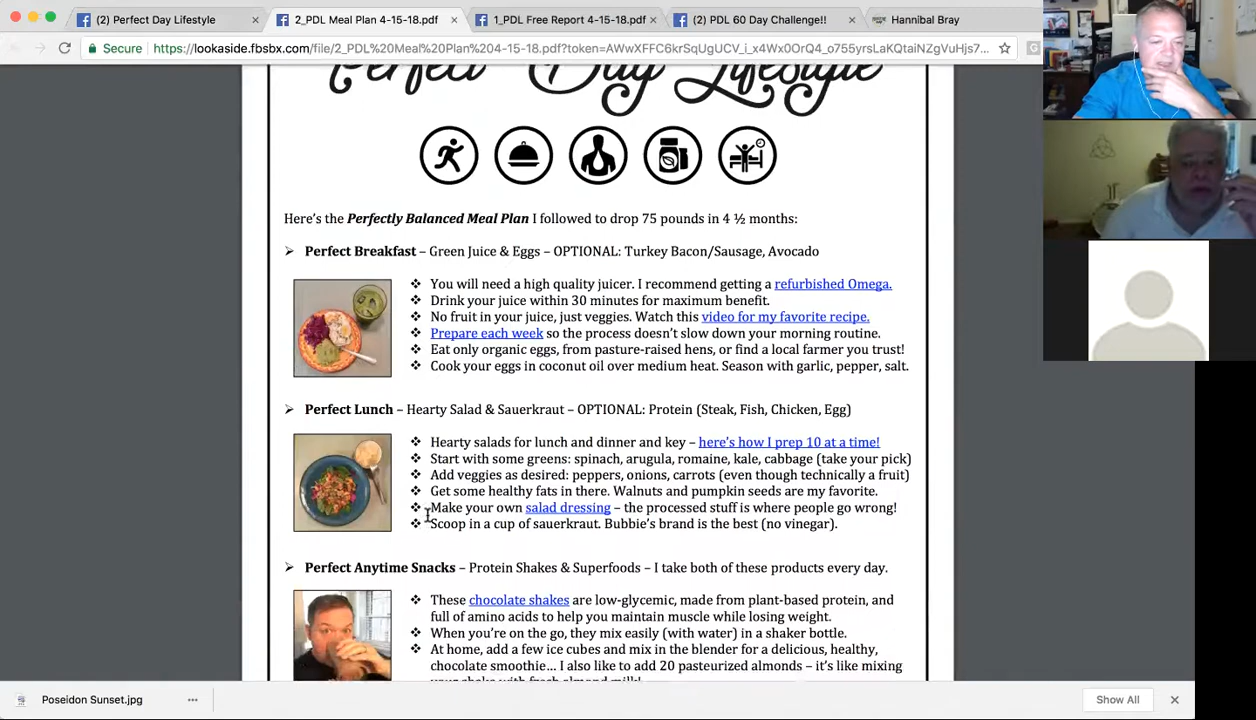 (2) Perfect Day Lifestyle
2_PDL Meal Plan 4-15-18.pdf
1_PDL Free Report 4-15-18.pdf
(2) PDL 60 Day Challenge!!
Hannibal Bray
Secure
https://lookaside.fbsbx.com/file/2_PDL%20Meal%20Plan%204-15-18.pdf?token=AWwXFFC6krSqUgUCV_i_x4Wx0OrQ4_o755yrsLaKQtaiNZgVuHjs7...
Perfect Day Lifestyle
Here's the Perfectly Balanced Meal Plan I followed to drop 75 pounds in 4 ½ months:
➢ Perfect Breakfast – Green Juice & Eggs – OPTIONAL: Turkey Bacon/Sausage, Avocado
❖ You will need a high quality juicer. I recommend getting a refurbished Omega.
❖ Drink your juice within 30 minutes for maximum benefit.
❖ No fruit in your juice, just veggies. Watch this video for my favorite recipe.
❖ Prepare each week so the process doesn't slow down your morning routine.
❖ Eat only organic eggs, from pasture-raised hens, or find a local farmer you trust!
❖ Cook your eggs in coconut oil over medium heat. Season with garlic, pepper, salt.
➢ Perfect Lunch – Hearty Salad & Sauerkraut – OPTIONAL: Protein (Steak, Fish, Chicken, Egg)
❖ Hearty salads for lunch and dinner and key – here's how I prep 10 at a time!
❖ Start with some greens: spinach, arugula, romaine, kale, cabbage (take your pick)
❖ Add veggies as desired: peppers, onions, carrots (even though technically a fruit)
❖ Get some healthy fats in there. Walnuts and pumpkin seeds are my favorite.
❖ Make your own salad dressing – the processed stuff is where people go wrong!
❖ Scoop in a cup of sauerkraut. Bubbie's brand is the best (no vinegar).
➢ Perfect Anytime Snacks – Protein Shakes & Superfoods – I take both of these products every day.
❖ These chocolate shakes are low-glycemic, made from plant-based protein, and
full of amino acids to help you maintain muscle while losing weight.
❖ When you're on the go, they mix easily (with water) in a shaker bottle.
❖ At home, add a few ice cubes and mix in the blender for a delicious, healthy,
chocolate smoothie... I also like to add 20 pasteurized almonds – it's like mixing
your shake with fresh almond milk!
Poseidon Sunset.jpg
Show All